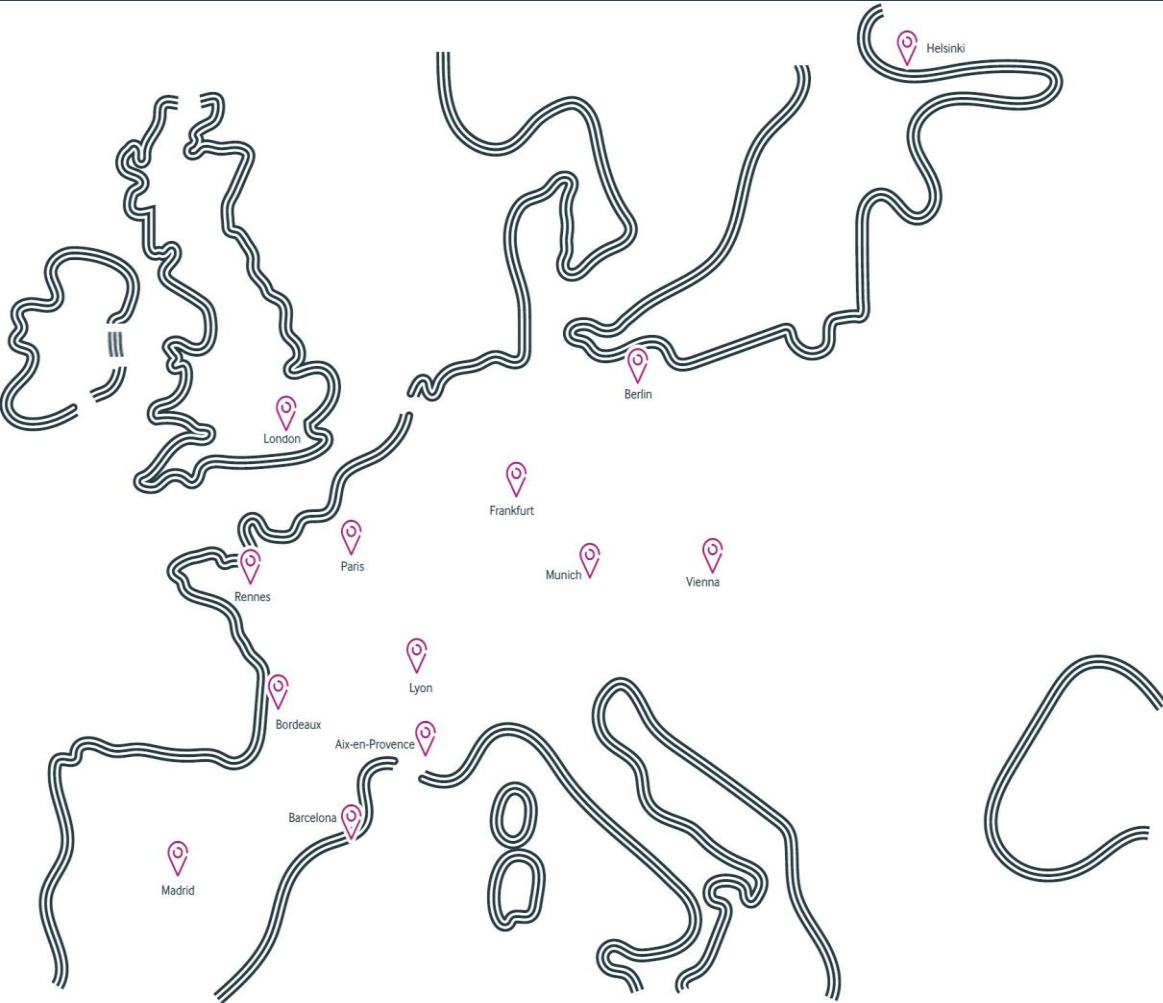 Helsinki
Berlin
London
Frankfurt
Paris
Munich
Vienna
Rennes
Lyon
Bordeaux
Aix-en-Provence
Barcelona
Madrid